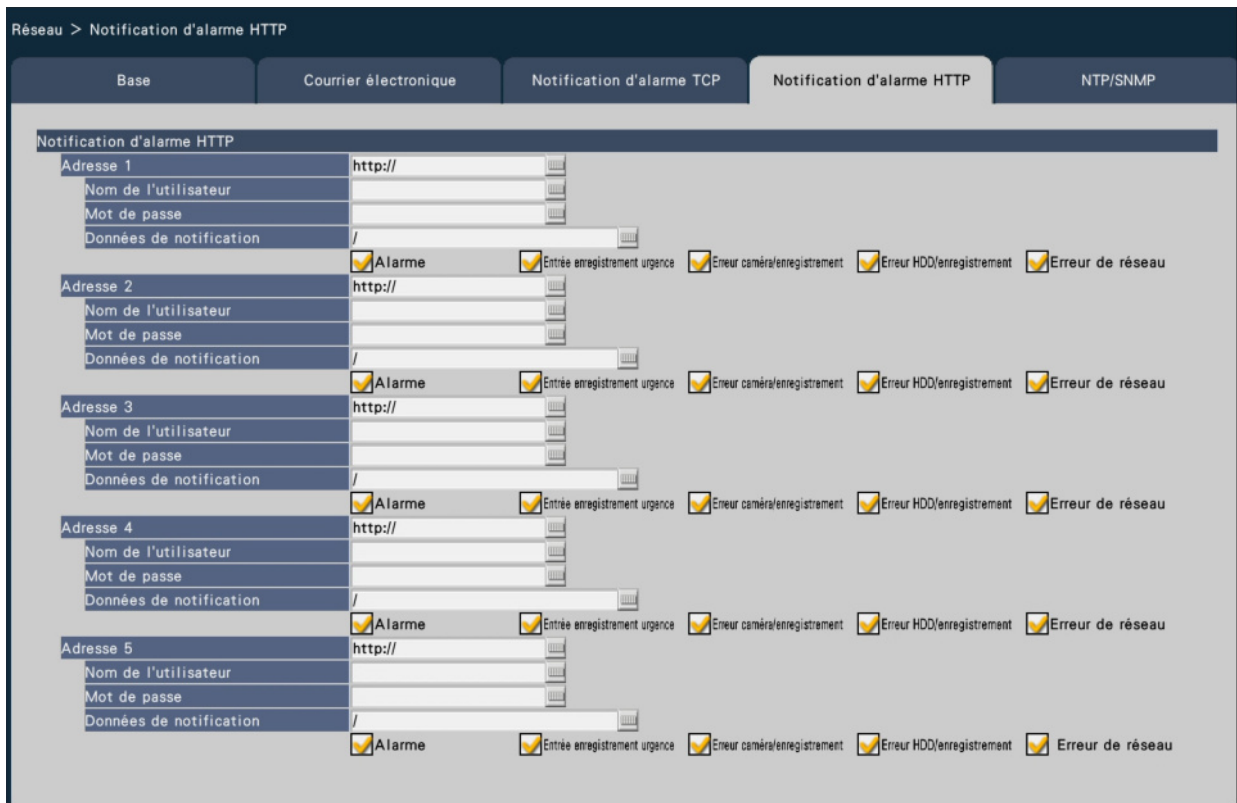 Réseau > Notification d'alarme HTTP
Base Courrier électronique Notification d'alarme TCP Notification d'alarme HTTP NTP/SNMP
Notification d'alarme HTTP
Adresse 1 http://
Nom de l'utilisateur
Mot de passe
Données de notification /
Alarme Entrée enregistrement urgence Erreur caméra/enregistrement Erreur HDD/enregistrement Erreur de réseau
Adresse 2 http://
Nom de l'utilisateur
Mot de passe
Données de notification /
Alarme Entrée enregistrement urgence Erreur caméra/enregistrement Erreur HDD/enregistrement Erreur de réseau
Adresse 3 http://
Nom de l'utilisateur
Mot de passe
Données de notification /
Alarme Entrée enregistrement urgence Erreur caméra/enregistrement Erreur HDD/enregistrement Erreur de réseau
Adresse 4 http://
Nom de l'utilisateur
Mot de passe
Données de notification /
Alarme Entrée enregistrement urgence Erreur caméra/enregistrement Erreur HDD/enregistrement Erreur de réseau
Adresse 5 http://
Nom de l'utilisateur
Mot de passe
Données de notification /
Alarme Entrée enregistrement urgence Erreur caméra/enregistrement Erreur HDD/enregistrement Erreur de réseau